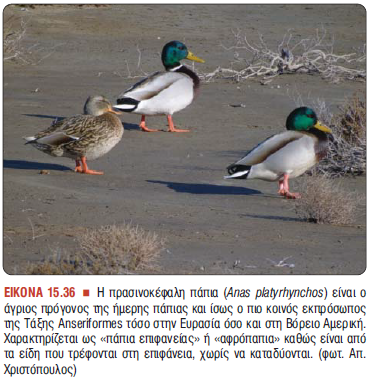 ΕΙΚΟΝΑ 15.36 ■ Η πρασινοκέφαλη πάπια (Anas platyrhynchos) είναι ο
άγριος πρόγονος της ήμερης πάπιας και ίσως ο πιο κοινός εκπρόσωπος
της Τάξης Anseriformes τόσο στην Ευρασία όσο και στη Βόρειο Αμερική.
Χαρακτηρίζεται ως «πάπια επιφανείας» ή «αφρόπαπια» καθώς είναι από
τα είδη που τρέφονται στη επιφάνεια, χωρίς να καταδύονται. (φωτ. Απ.
Χριστόπουλος)